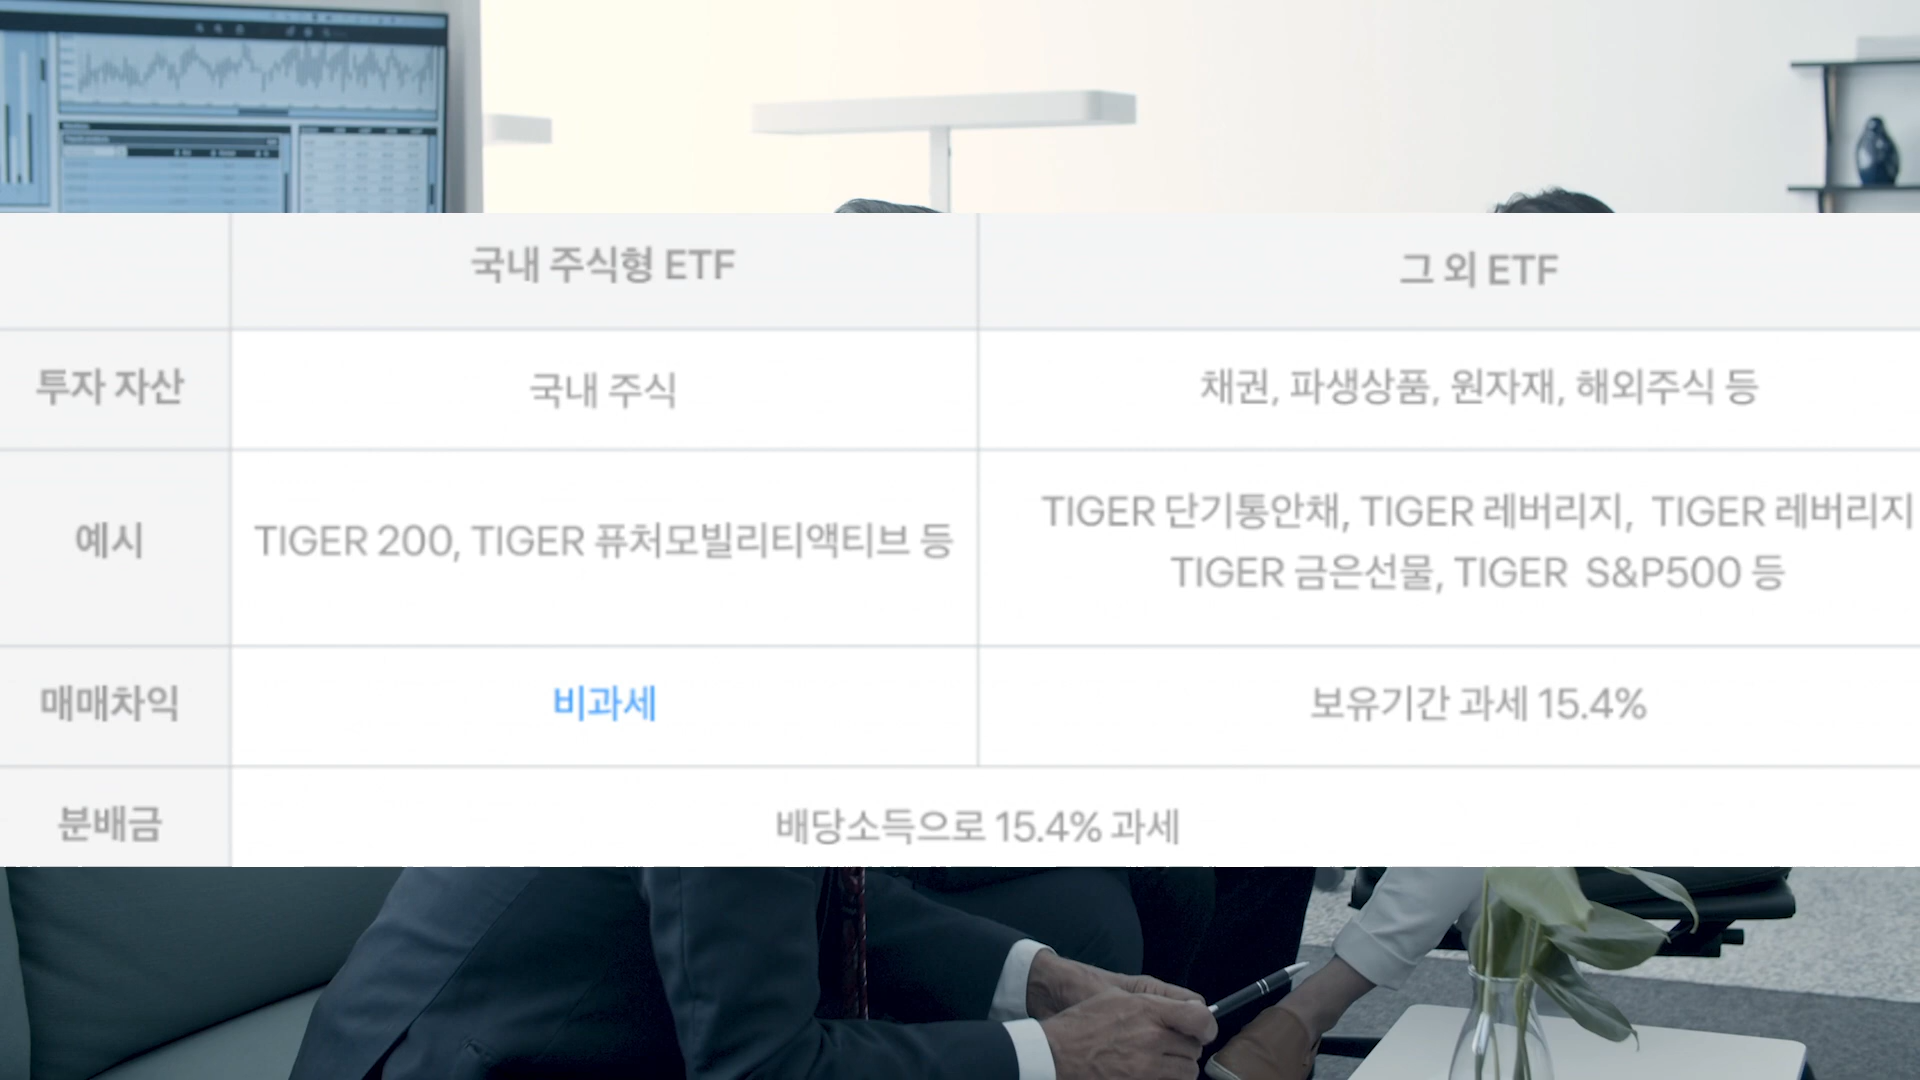 국내 주식형 ETF
그 외 ETF
투자 자산
국내 주식
채권, 파생상품, 원자재, 해외주식 등
예시
TIGER 200, TIGER 퓨처모빌리티액티브 등
TIGER 단기통안채, TIGER 레버리지, TIGER 레버리지
TIGER 금은선물, TIGER S&P500 등
매매차익
비과세
보유기간 과세 15.4%
분배금
배당소득으로 15.4% 과세